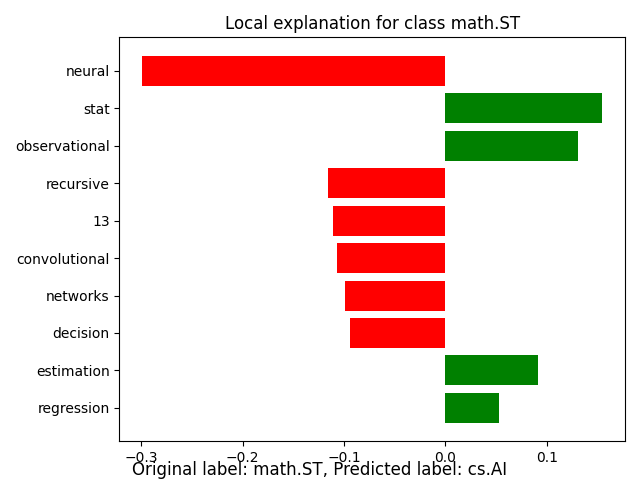 Local explanation for class math.ST
neural
stat
observational
recursive
13
convolutional
networks
decision
estimation
regression
−0.3 −0.2 −0.1 0.0 0.1
Original label: math.ST, Predicted label: cs.AI